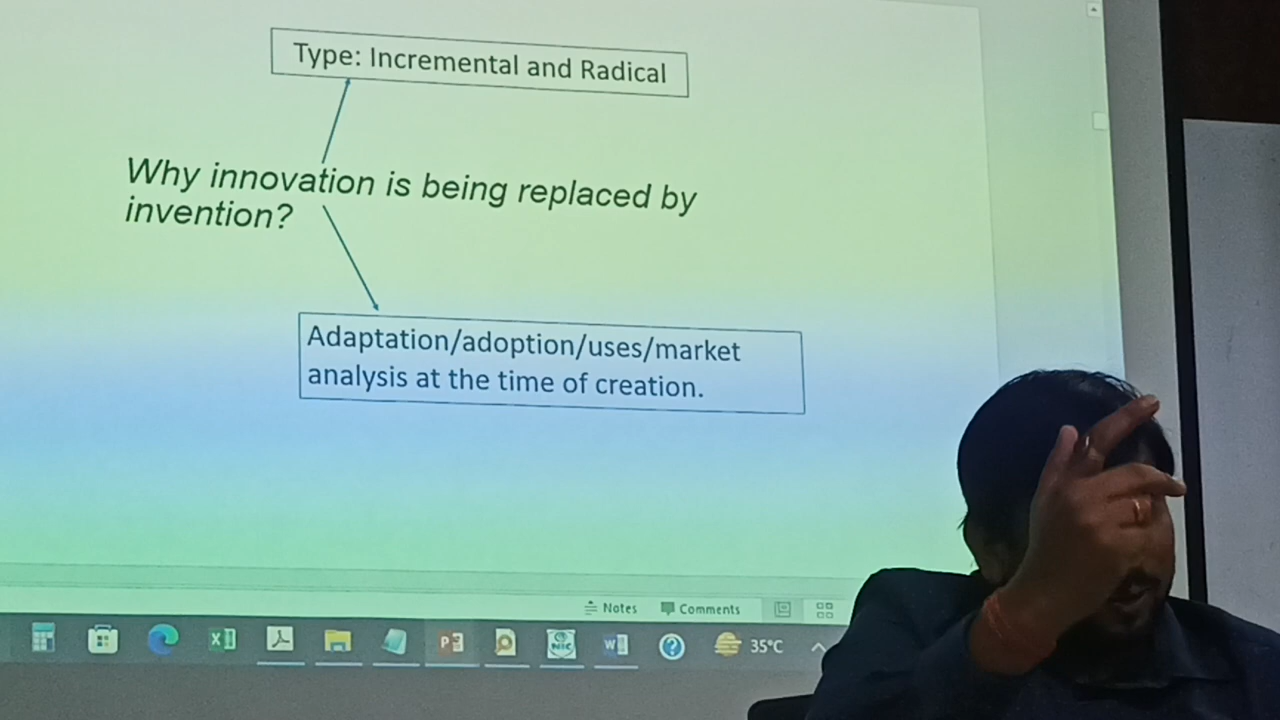 Type: Incremental and Radical
Why innovation is being replaced by
invention?
Adaptation/adoption/uses/market
analysis at the time of creation.
Notes
Comments
35°C